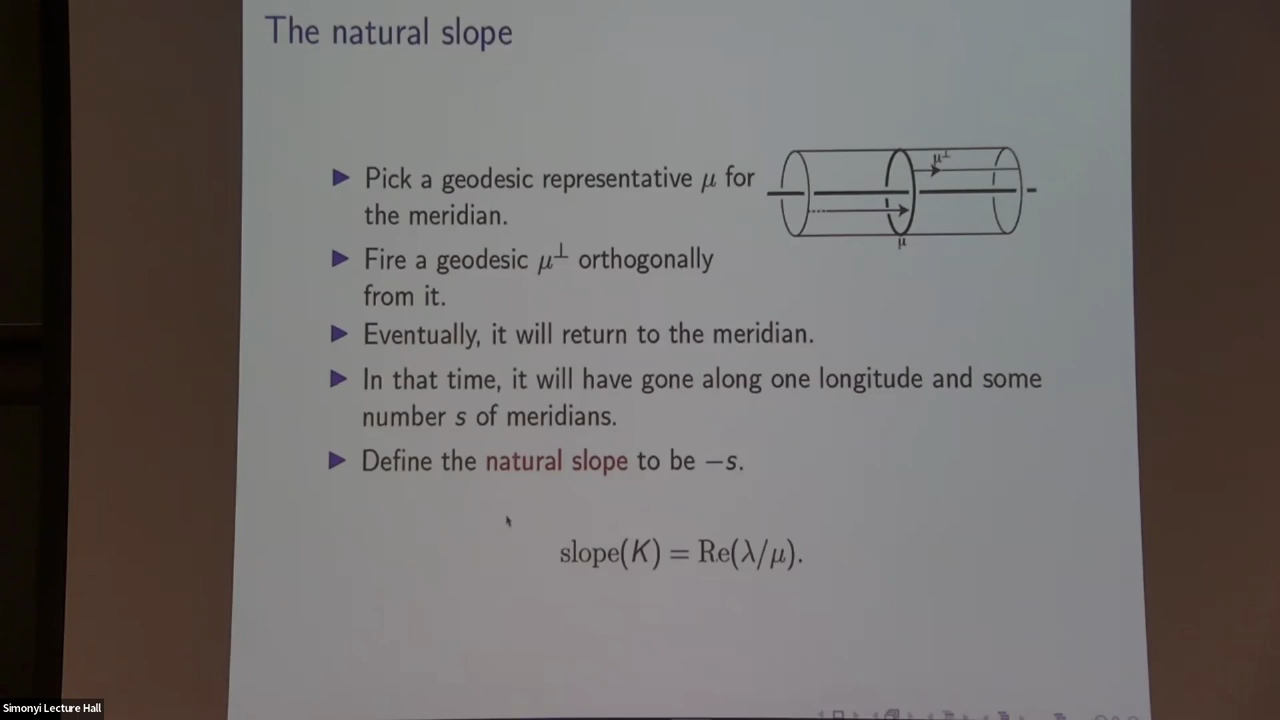 The natural slope
Pick a geodesic representative μ for
the meridian.
μ⊥
μ
Fire a geodesic μ⊥ orthogonally
from it.
Eventually, it will return to the meridian.
In that time, it will have gone along one longitude and some
number s of meridians.
Define the natural slope to be −s.
slope(K) = Re(λ/μ).
Simonyi Lecture Hall